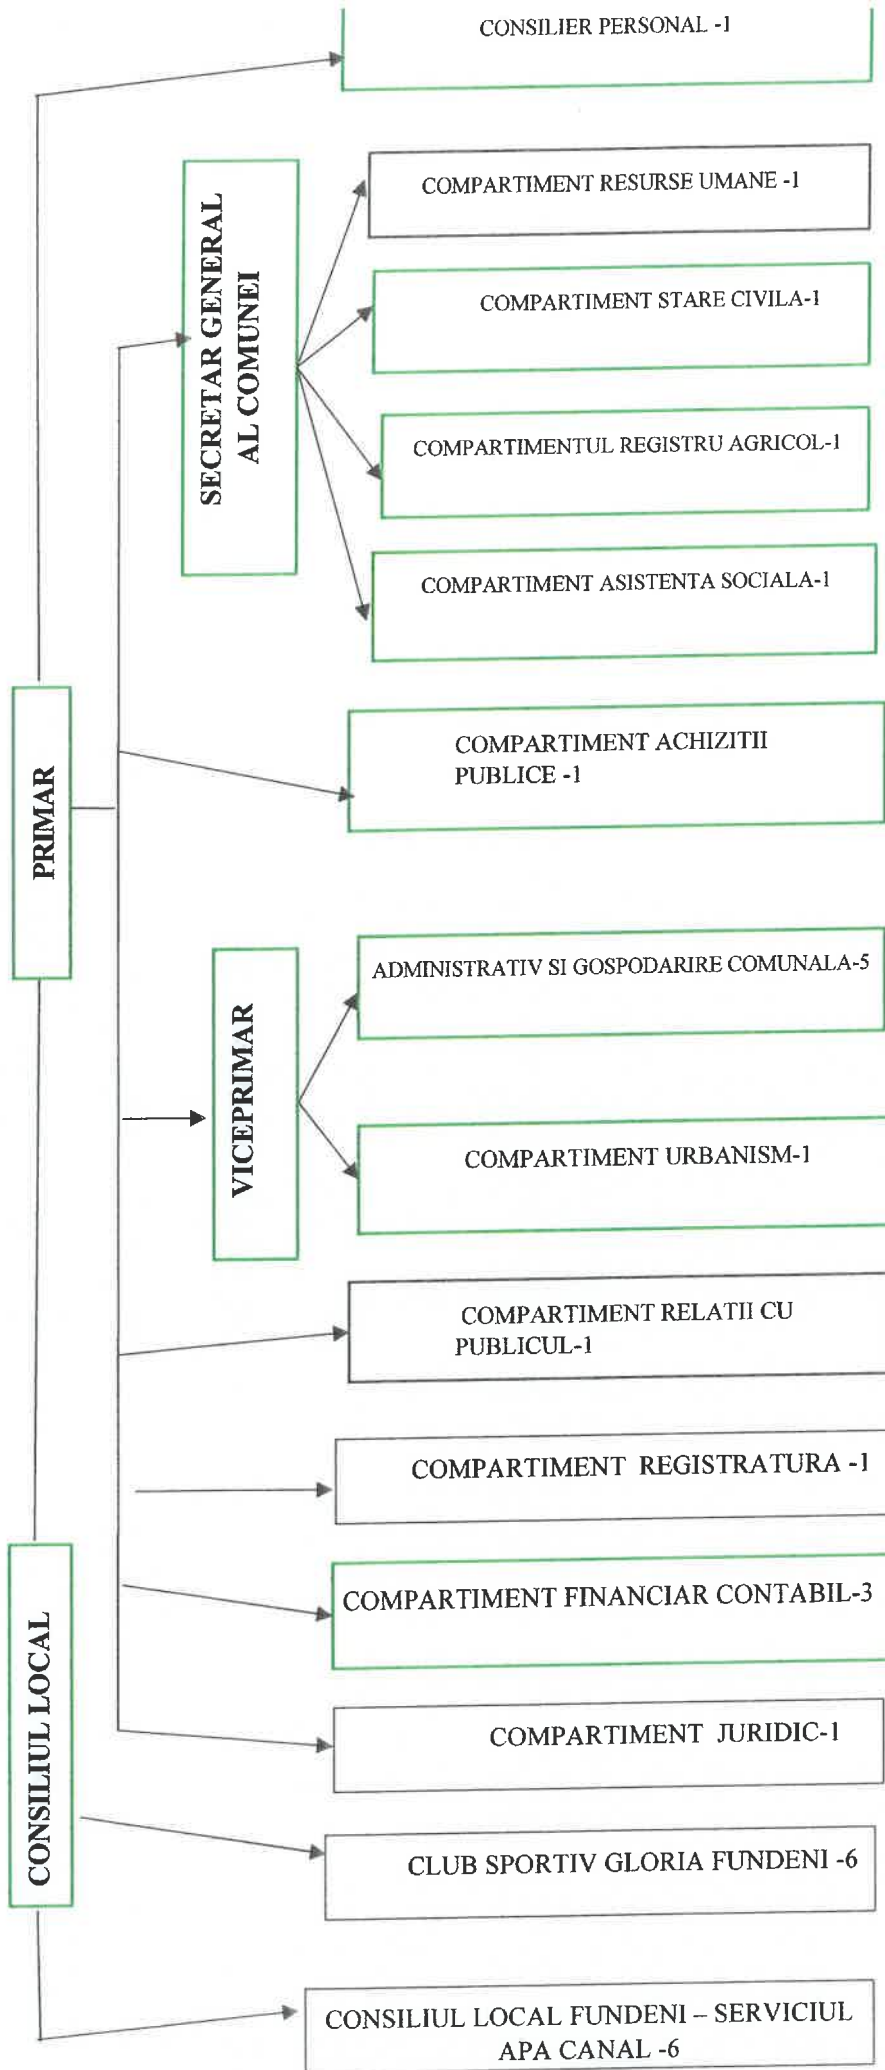 CONSILIER PERSONAL -1
SECRETAR GENERAL
AL COMUNEI
COMPARTIMENT RESURSE UMANE -1
COMPARTIMENT STARE CIVILA-1
COMPARTIMENTUL REGISTRU AGRICOL-1
COMPARTIMENT ASISTENTA SOCIALA-1
PRIMAR
COMPARTIMENT ACHIZITII
PUBLICE -1
VICEPRIMAR
ADMINISTRATIV SI GOSPODARIRE COMUNALA-5
COMPARTIMENT URBANISM-1
COMPARTIMENT RELATII CU
PUBLICUL-1
COMPARTIMENT REGISTRATURA -1
CONSILIUL LOCAL
COMPARTIMENT FINANCIAR CONTABIL-3
COMPARTIMENT JURIDIC-1
CLUB SPORTIV GLORIA FUNDENI -6
CONSILIUL LOCAL FUNDENI – SERVICIUL
APA CANAL -6